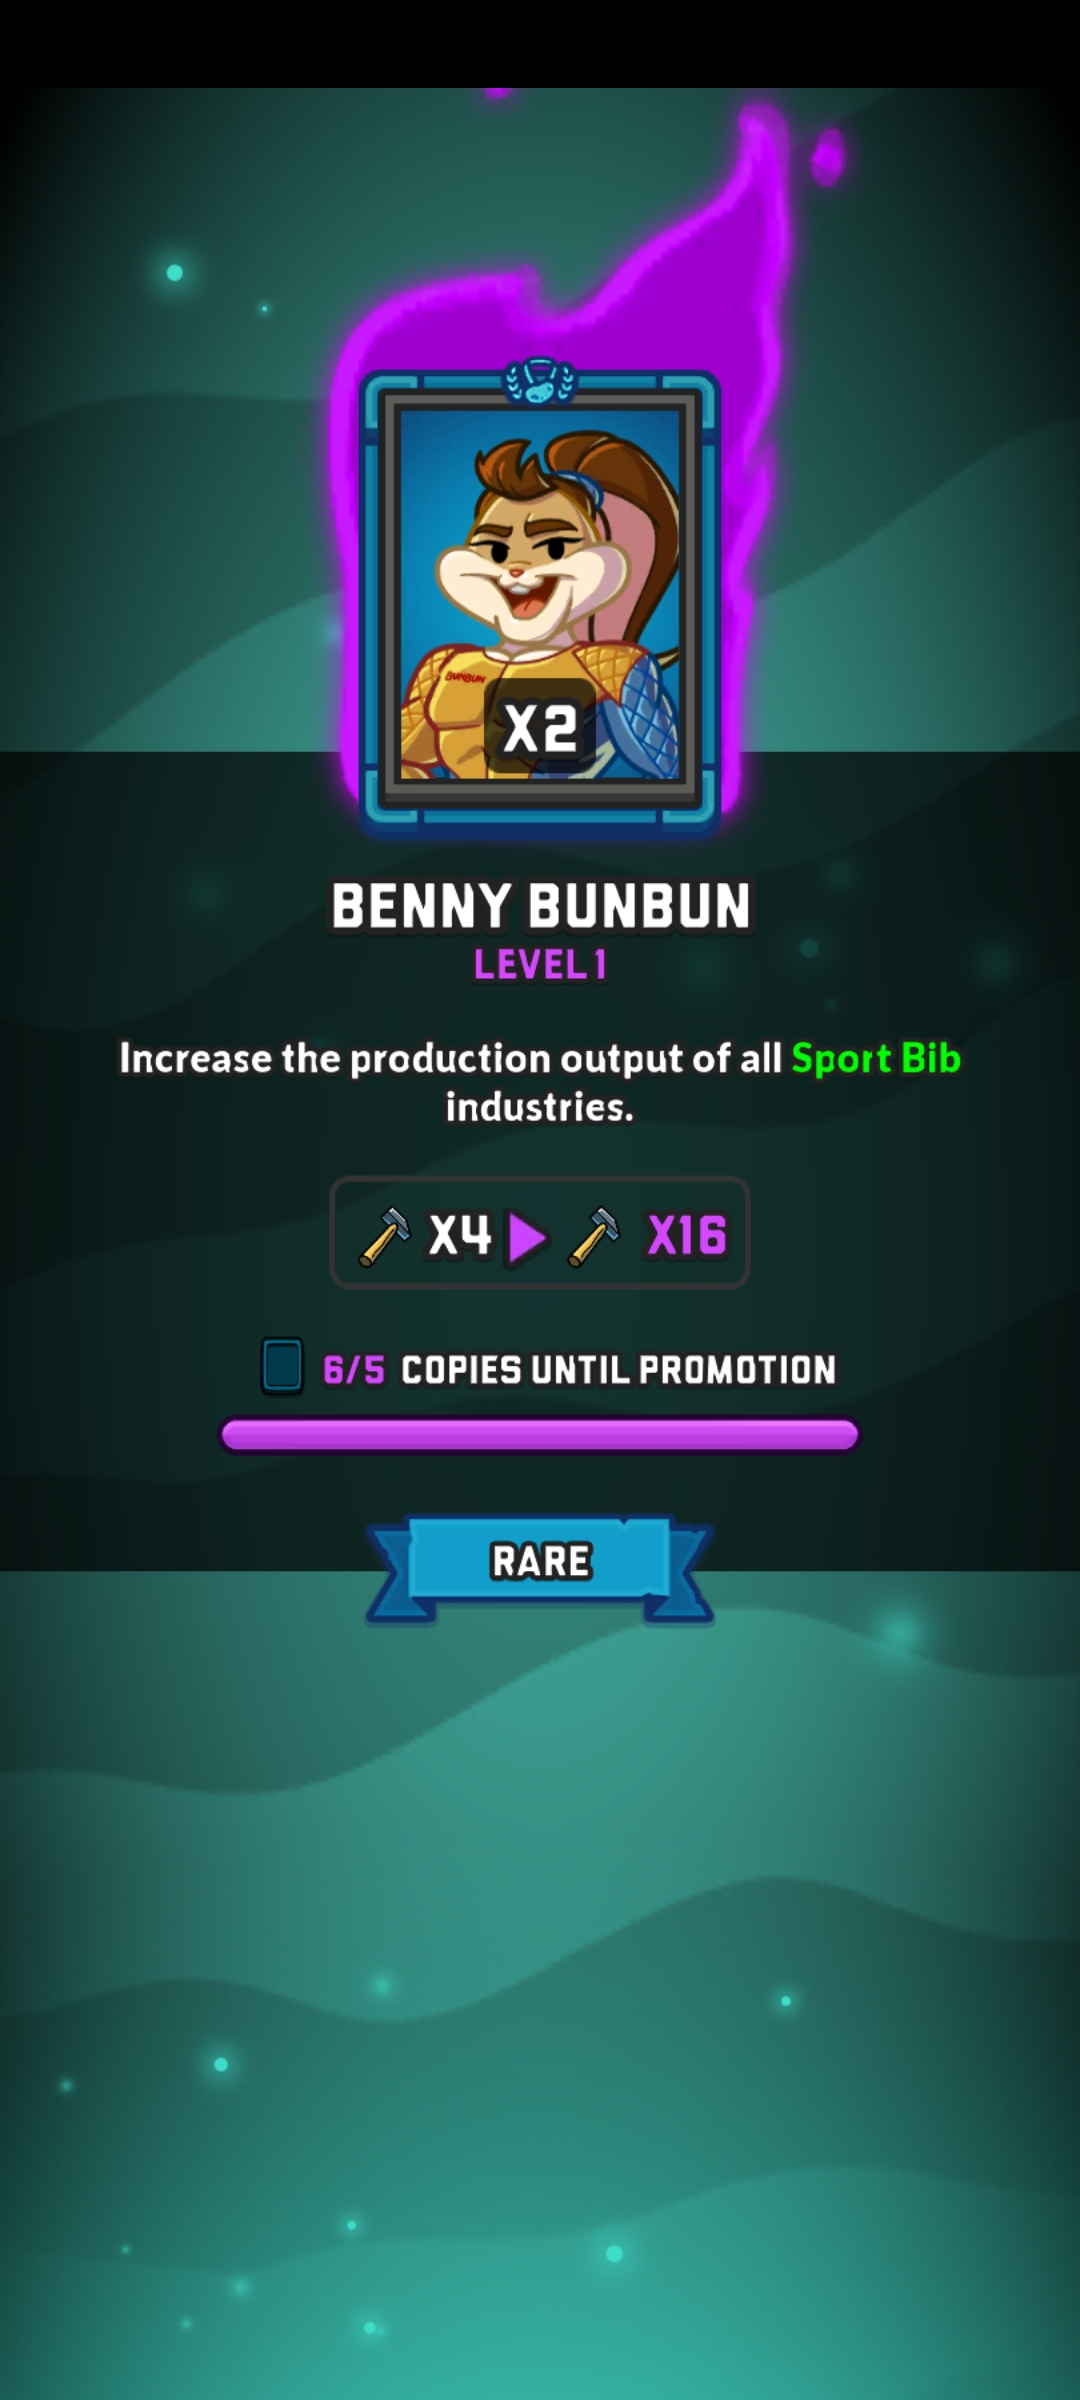 BUNBUN
X2
BENNY BUNBUN
LEVEL 1
Increase the production output of all Sport Bib
industries.
X4 X16
6/5 COPIES UNTIL PROMOTION
RARE